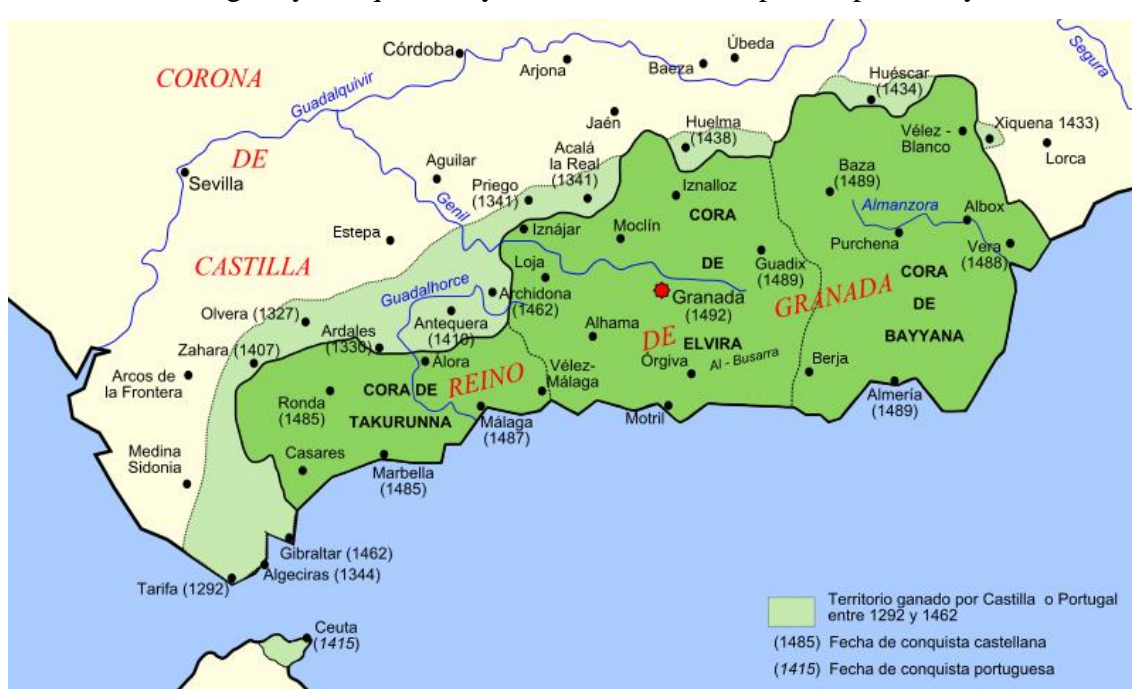 Córdoba
Arjona
Baeza
Úbeda
Segura
CORONA
Guadalquivir
Huéscar
(1434)
Jaén
Huelma
(1438)
Vélez -
Blanco
Xiquena 1433)
Lorca
DE
Sevilla
Aguilar
Acalá
la Real
(1341)
Priego
(1341)
Genil
Iznalloz
Baza
(1489)
Almanzora
Albox
Estepa
Iznájar
Moclín
CORA
DE
ELVIRA
Purchena
Vera
(1488)
CASTILLA
Loja
Guadix
(1489)
CORA
DE
BAYYANA
Guadalhorce
Archidona
(1462)
Granada
(1492)
GRANADA
Olvera (1327)
Antequera
(1410)
Ardales
(1330)
Alhama
DE
Zahara (1407)
Álora
Órgiva
Al - Busarra
Berja
Arcos de
la Frontera
Ronda
(1485)
CORA DE
TAKURUNNA
REINO
Vélez-
Málaga
Málaga
(1487)
Motril
Almería
(1489)
Medina
Sidonia
Casares
Marbella
(1485)
Gibraltar (1462)
Algeciras (1344)
Tarifa (1292)
Ceuta
(1415)
Territorio ganado por Castilla o Portugal
entre 1292 y 1462
(1485) Fecha de conquista castellana
(1415) Fecha de conquista portuguesa